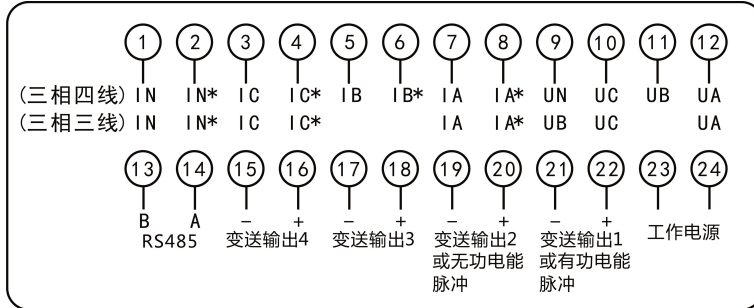 ① ② ③ ④ ⑤ ⑥ ⑦ ⑧ ⑨ ⑩ ⑪ ⑫
(三相四线) IN IN* IC IC* IB IB* IA IA* UN UC UB UA
(三相三线) IN IN* IC IC* IA IA* UB UC UA
⑬ ⑭ ⑮ ⑯ ⑰ ⑱ ⑲ ⑳ ㉑ ㉒ ㉓ ㉔
B A − + − + − + − +
RS485 变送输出4 变送输出3 变送输出2 变送输出1 工作电源
或无功电能 或有功电能
脉冲 脉冲